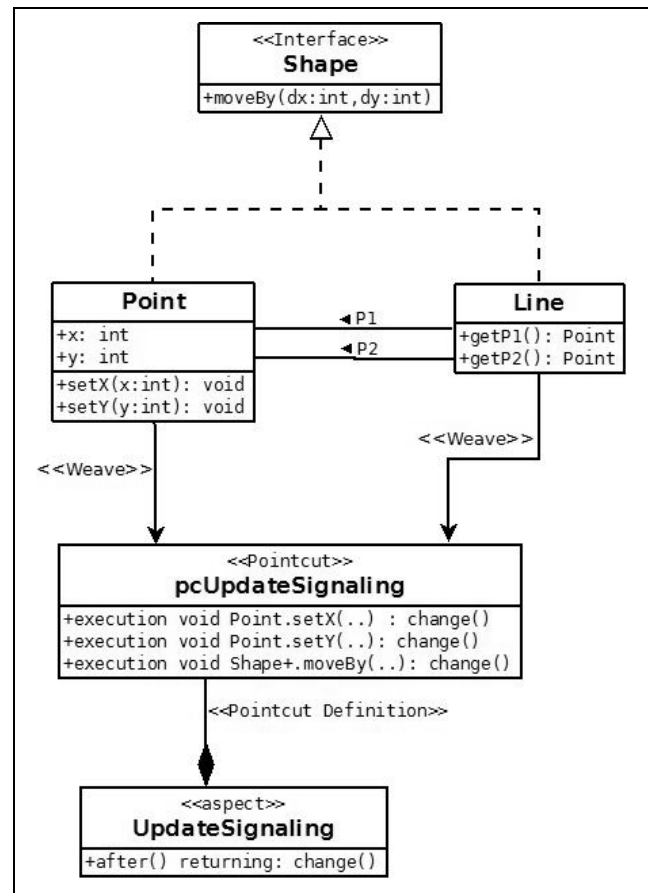 <<Interface>>
Shape
+moveBy(dx:int,dy:int)
Point
+x: int
+y: int
+setX(x:int): void
+setY(y:int): void
◄ P1
◄ P2
Line
+getP1(): Point
+getP2(): Point
<<Weave>>
<<Weave>>
<<Pointcut>>
pcUpdateSignaling
+execution void Point.setX(..) : change()
+execution void Point.setY(..): change()
+execution void Shape+.moveBy(..): change()
<<Pointcut Definition>>
<<aspect>>
UpdateSignaling
+after() returning: change()